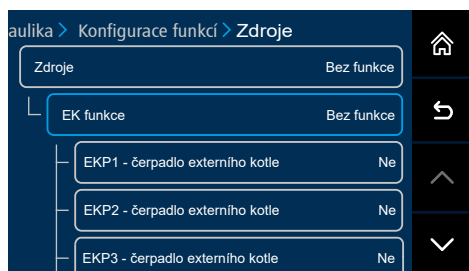 aulika > Konfigurace funkcí > Zdroje
Zdroje Bez funkce
EK funkce Bez funkce
EKP1 - čerpadlo externího kotle Ne
EKP2 - čerpadlo externího kotle Ne
EKP3 - čerpadlo externího kotle Ne